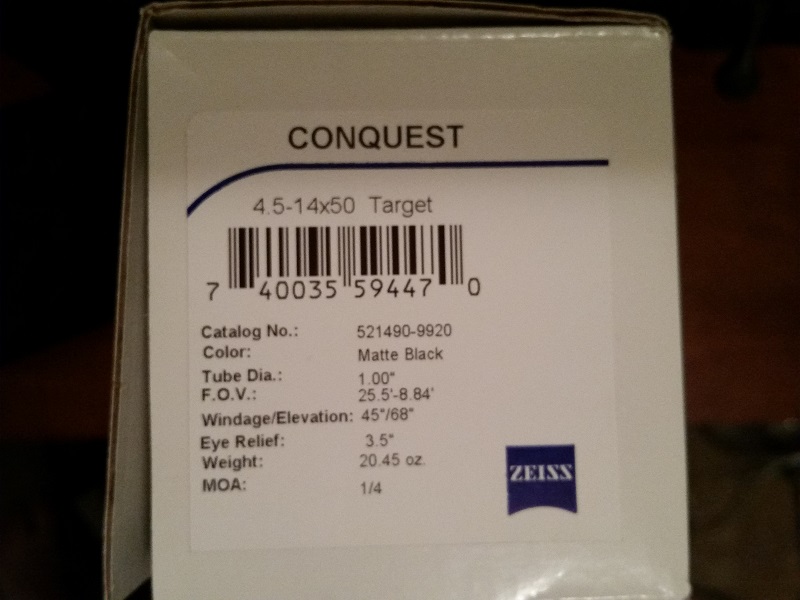 CONQUEST
4.5-14x50 Target
7 40035 59447 0
Catalog No.: 521490-9920
Color: Matte Black
Tube Dia.: 1.00"
F.O.V.: 25.5'-8.84'
Windage/Elevation: 45"/68"
Eye Relief: 3.5"
Weight: 20.45 oz.
MOA: 1/4
ZEISS